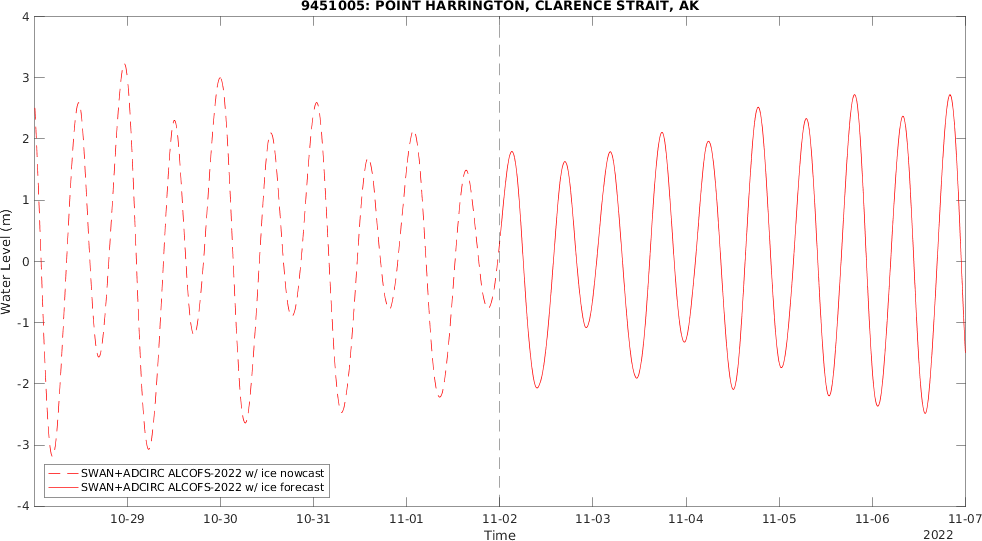 9451005: POINT HARRINGTON, CLARENCE STRAIT, AK
4
3
2
1
0
-1
-2
-3
-4
Water Level (m)
SWAN+ADCIRC ALCOFS-2022 w/ ice nowcast
SWAN+ADCIRC ALCOFS-2022 w/ ice forecast
10-29 10-30 10-31 11-01 11-02 11-03 11-04 11-05 11-06 11-07
Time
2022